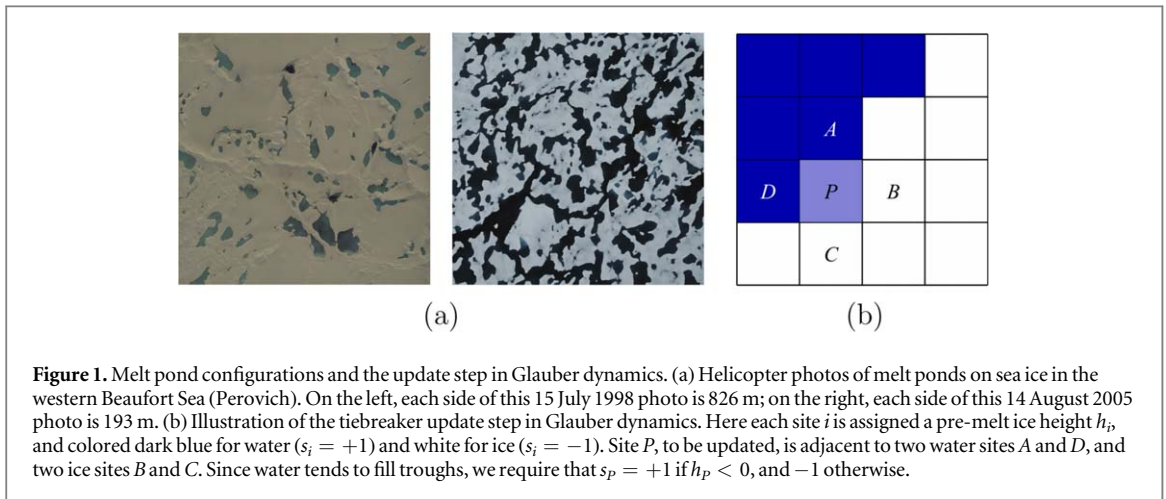 A
D
P
B
C
(a)
(b)
Figure 1. Melt pond configurations and the update step in Glauber dynamics. (a) Helicopter photos of melt ponds on sea ice in the
western Beaufort Sea (Perovich). On the left, each side of this 15 July 1998 photo is 826 m; on the right, each side of this 14 August 2005
photo is 193 m. (b) Illustration of the tiebreaker update step in Glauber dynamics. Here each site i is assigned a pre-melt ice height hᵢ,
and colored dark blue for water (sᵢ = +1) and white for ice (sᵢ = −1). Site P, to be updated, is adjacent to two water sites A and D, and
two ice sites B and C. Since water tends to fill troughs, we require that s_P = +1 if h_P < 0, and −1 otherwise.